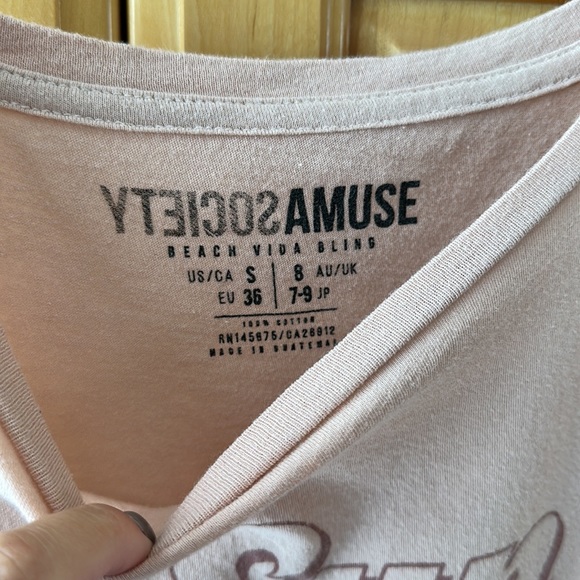 SOCIETYAMUSE
BEACH VIDA BLING
US/CA S | 8 AU/UK
EU 36 | 7-9 JP
100% COTTON
RN145675/CA26912
MADE IN GUATEMALA